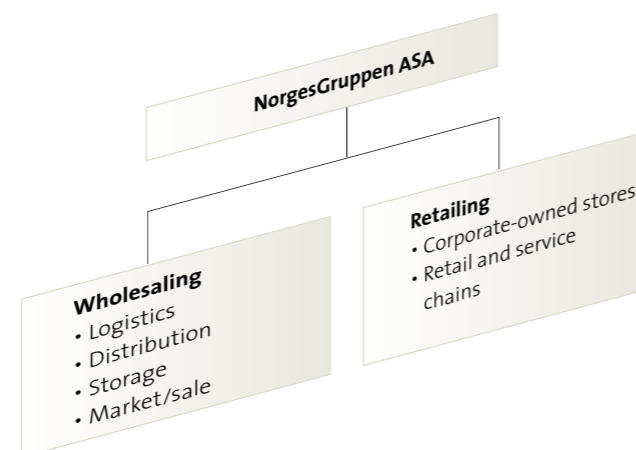 NorgesGruppen ASA
Wholesaling
• Logistics
• Distribution
• Storage
• Market/sale
Retailing
• Corporate-owned stores
• Retail and service
chains